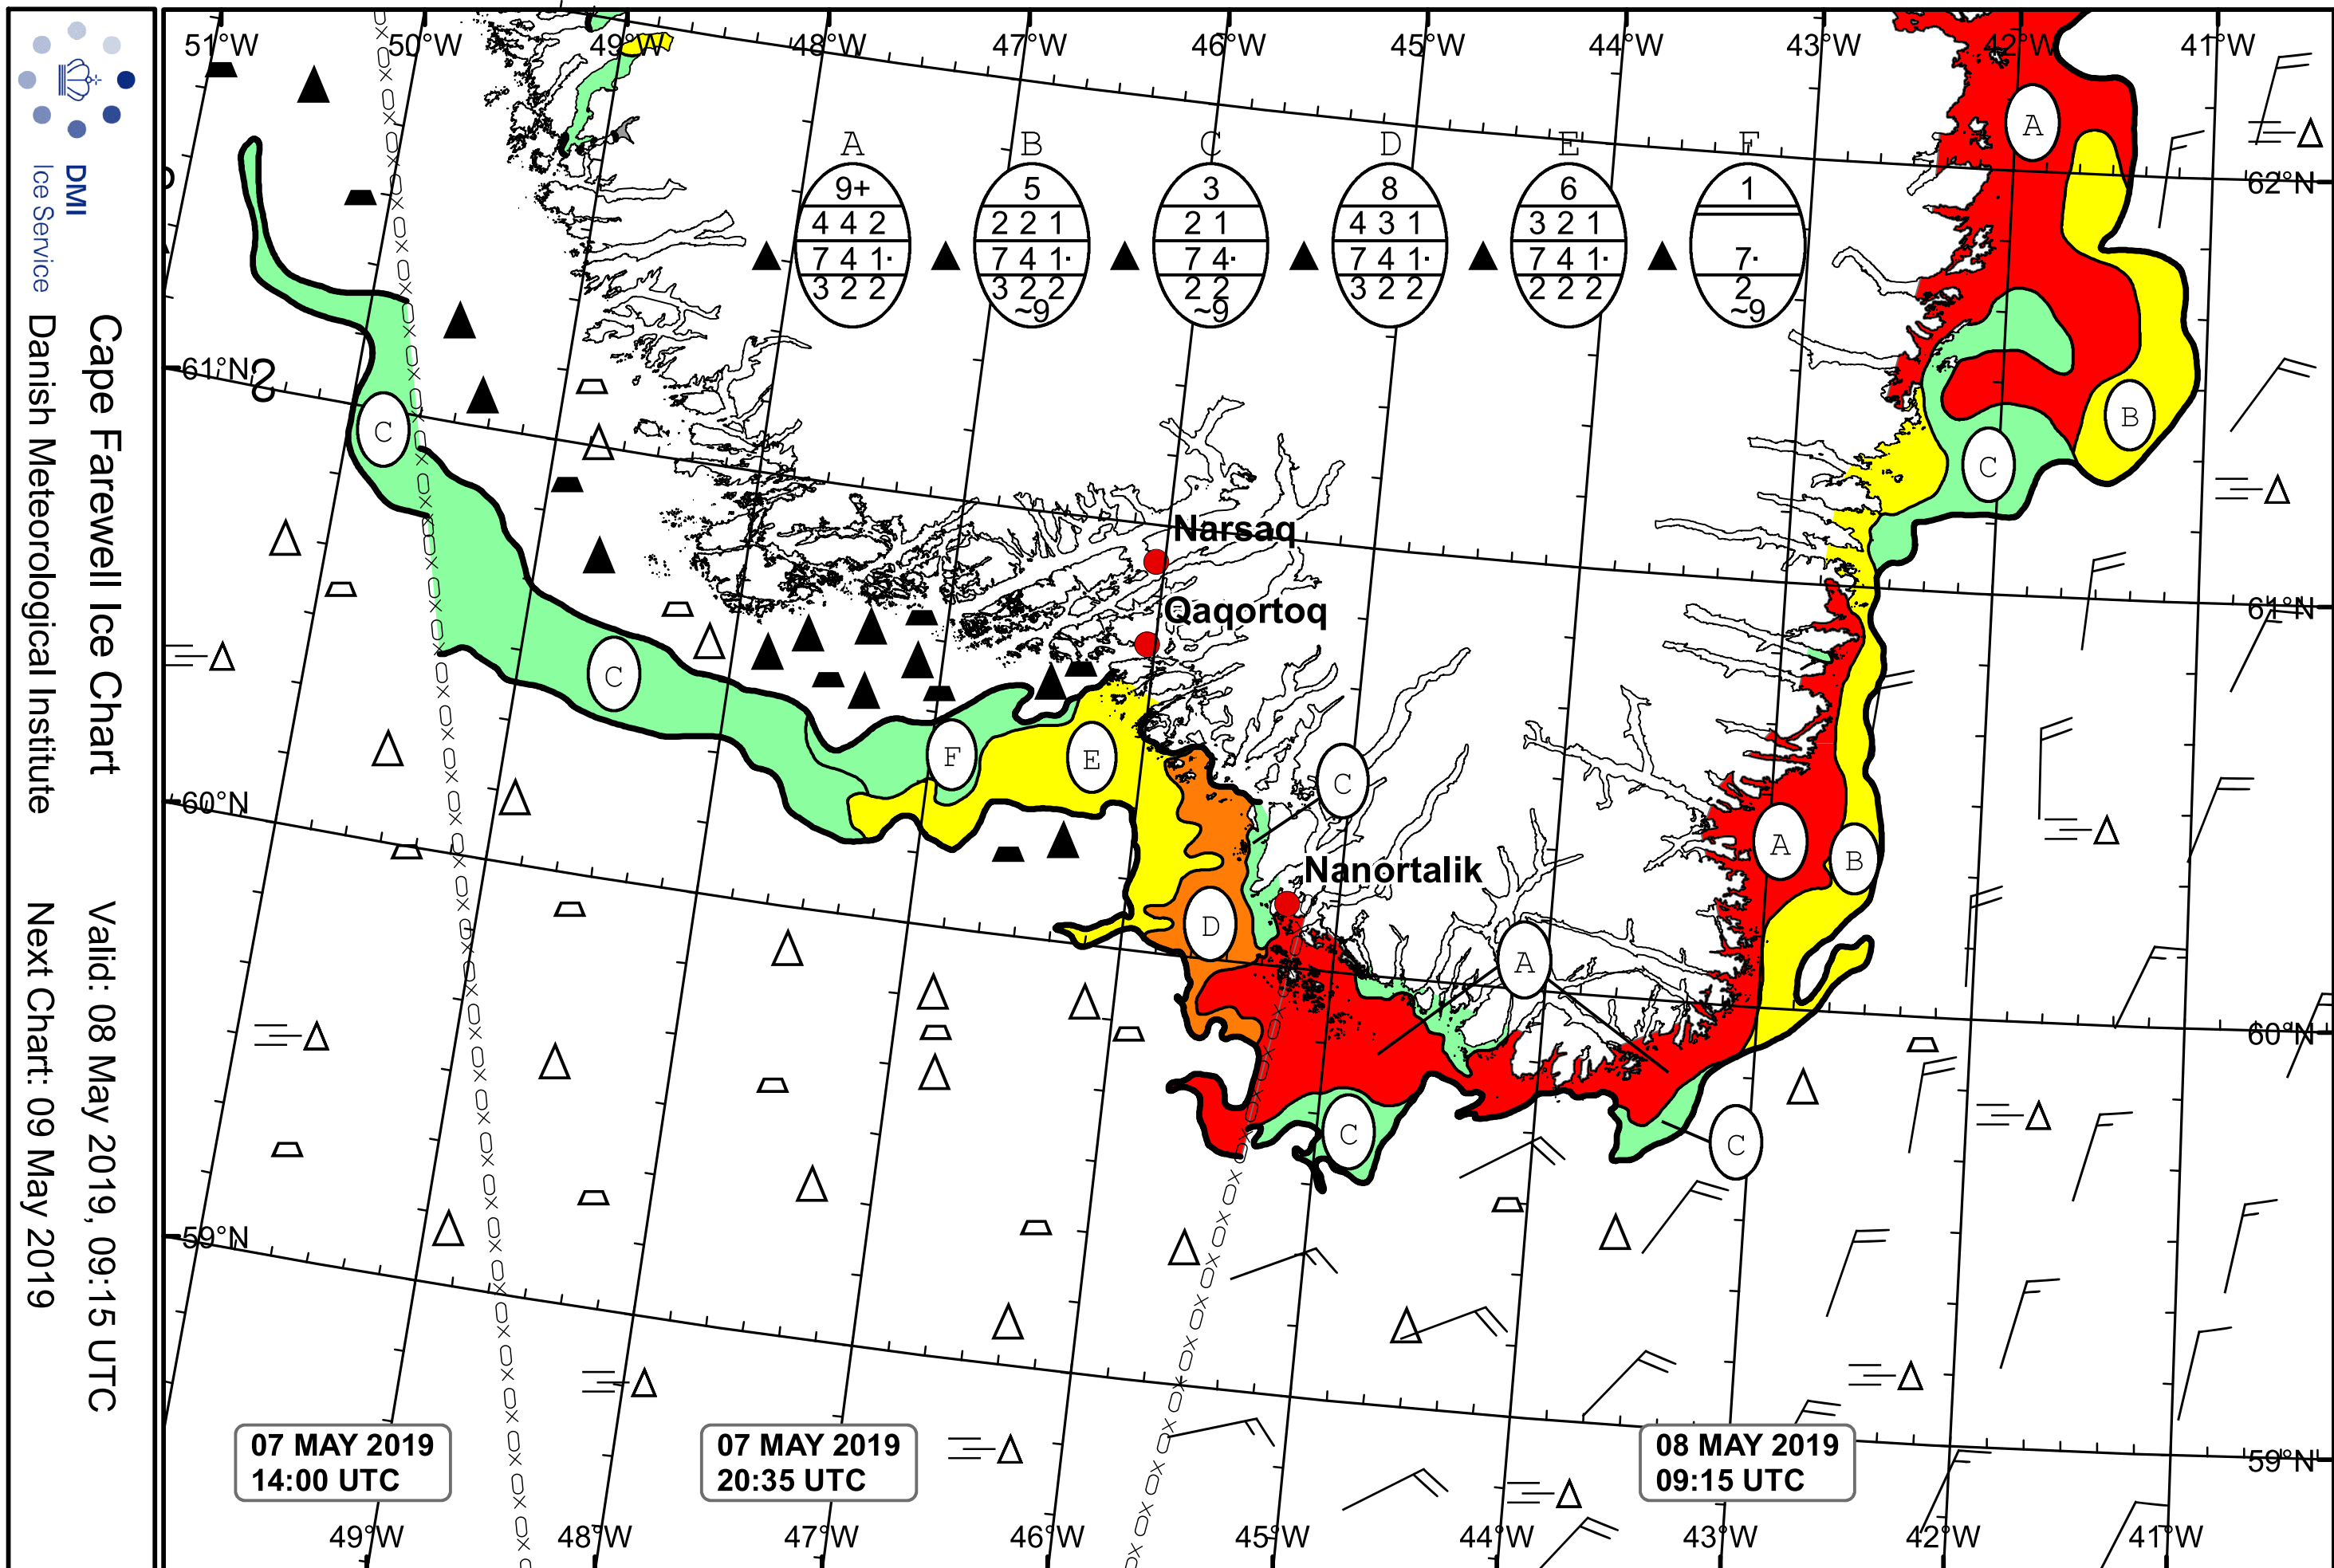 DMI
Ice Service
Cape Farewell Ice Chart
Danish Meteorological Institute
Valid: 08 May 2019, 09:15 UTC
Next Chart: 09 May 2019
51°W 50°W 49°W 48°W 47°W 46°W 45°W 44°W 43°W 42°W 41°W
A B C D E F
9+ 5 3 8 6 1
4 4 2 2 2 1 2 1 4 3 1 3 2 1
7 4 1· 7 4 1· 7 4· 7 4 1· 7 4 1· 7·
3 2 2 3 2 2 2 2 3 2 2 2 2 2 2
~9 ~9 ~9
A
62°N
61°N
C
B
C
Narsaq
Qaqortoq
61°N
C
F
E
C
60°N
A
B
Nanortalik
D
A
60°N
C
C
59°N
07 MAY 2019
14:00 UTC
07 MAY 2019
20:35 UTC
08 MAY 2019
09:15 UTC
59°N
49°W 48°W 47°W 46°W 45°W 44°W 43°W 42°W 41°W